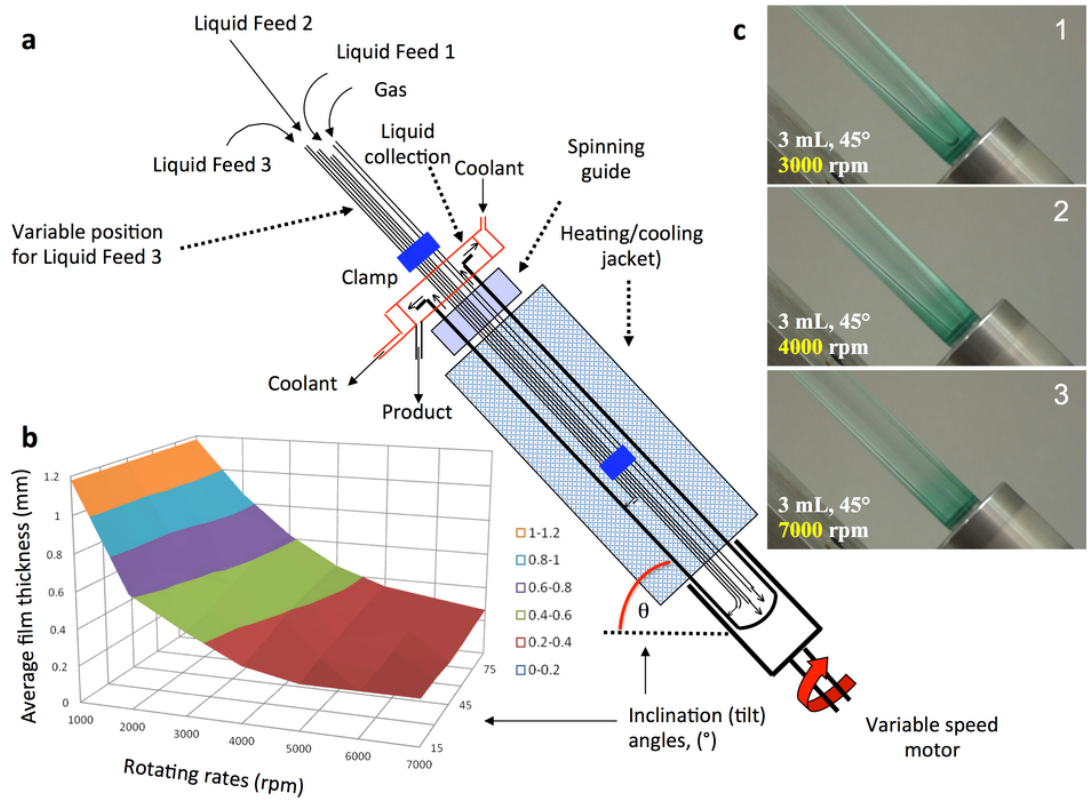 a
Liquid Feed 2
Liquid Feed 1
Gas
Liquid Feed 3
Liquid
collection
Coolant
Spinning
guide
Variable position
for Liquid Feed 3
Clamp
Heating/cooling
jacket)
Coolant
Product
θ
Inclination (tilt)
angles, (°)
Variable speed
motor
b
Average film thickness (mm)
1.2
1
0.8
0.6
0.4
0.2
0
1000
2000
3000
4000
5000
6000
7000
Rotating rates (rpm)
15
45
75
1-1.2
0.8-1
0.6-0.8
0.4-0.6
0.2-0.4
0-0.2
c
1
3 mL, 45°
3000 rpm
2
3 mL, 45°
4000 rpm
3
3 mL, 45°
7000 rpm